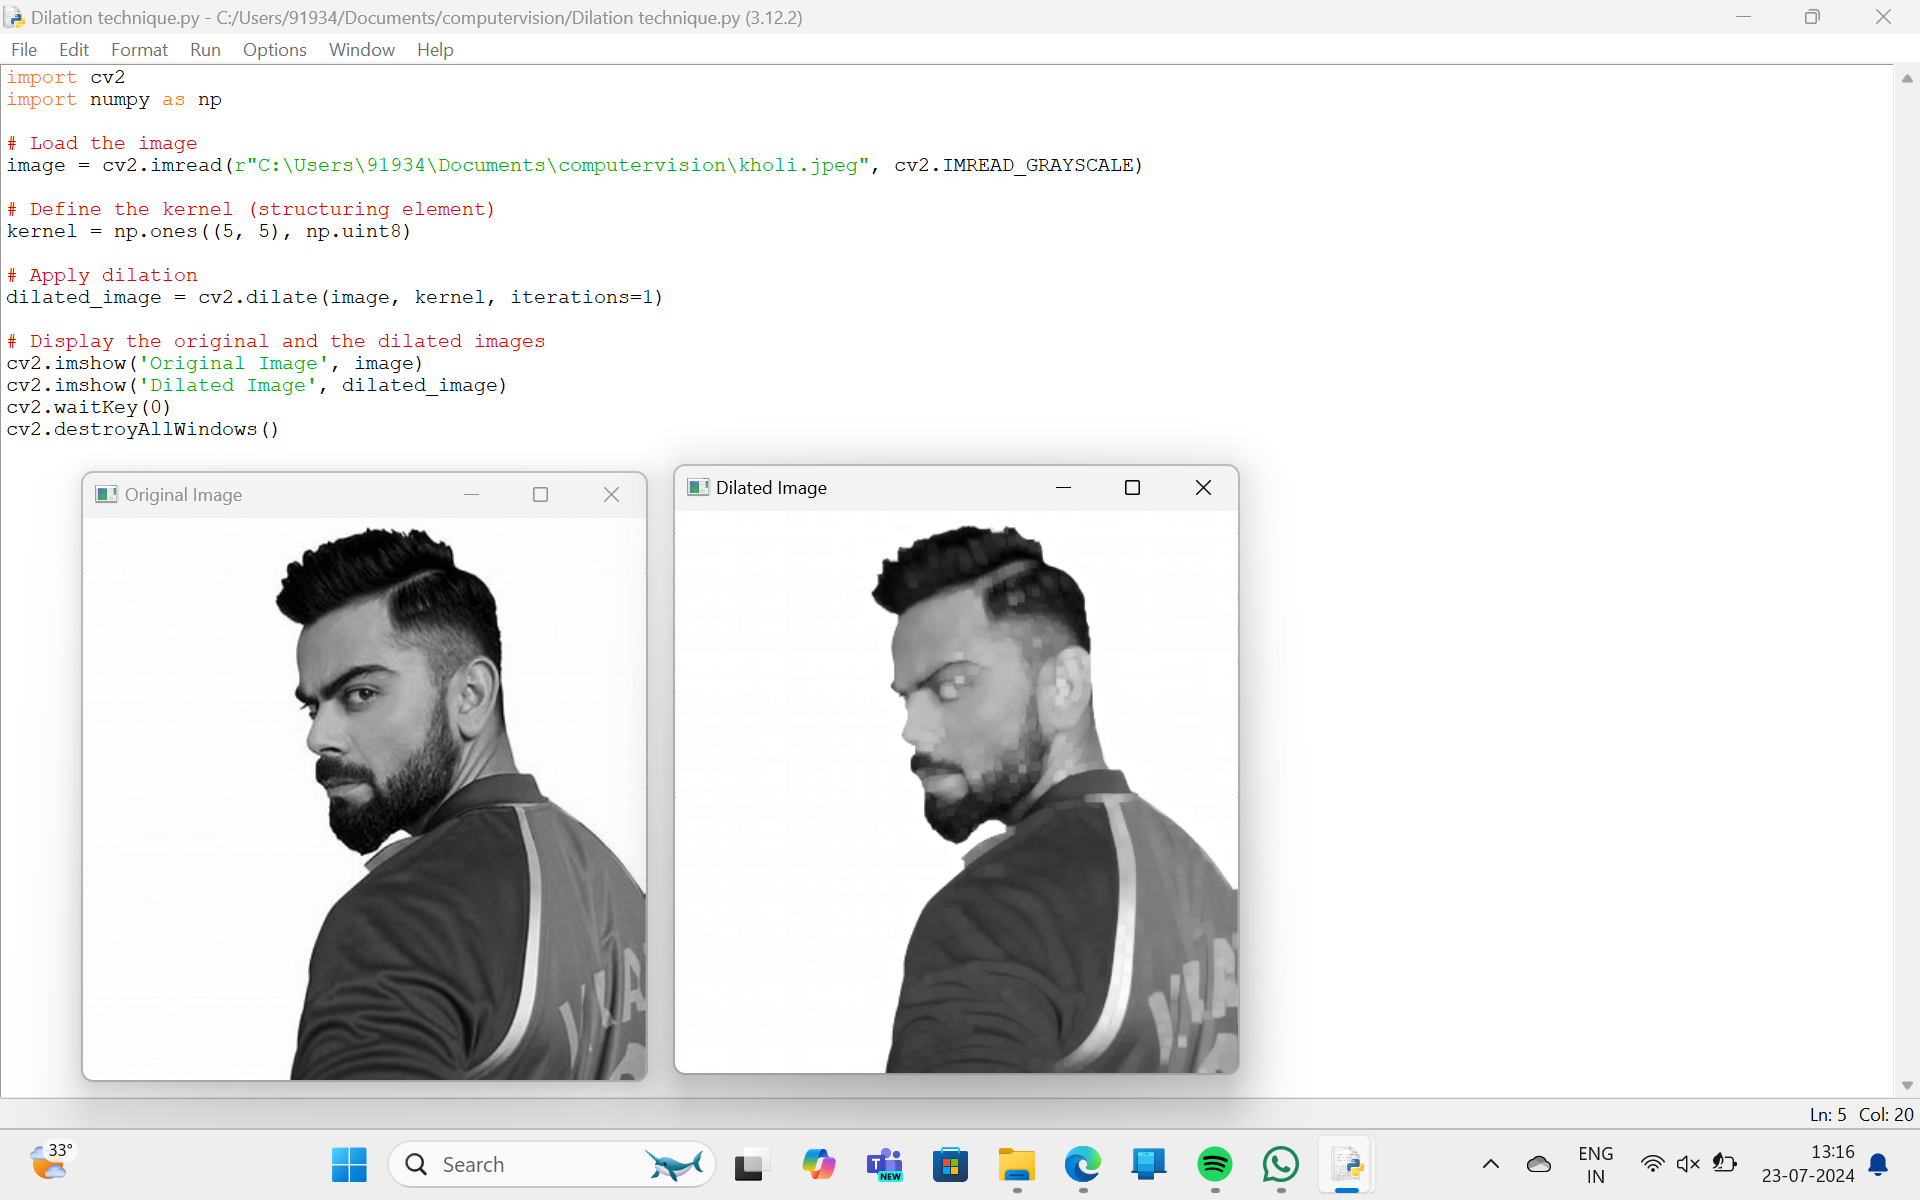 Dilation technique.py - C:/Users/91934/Documents/computervision/Dilation technique.py (3.12.2)
File Edit Format Run Options Window Help
import cv2
import numpy as np
# Load the image
image = cv2.imread(r"C:\Users\91934\Documents\computervision\kholi.jpeg", cv2.IMREAD_GRAYSCALE)
# Define the kernel (structuring element)
kernel = np.ones((5, 5), np.uint8)
# Apply dilation
dilated_image = cv2.dilate(image, kernel, iterations=1)
# Display the original and the dilated images
cv2.imshow('Original Image', image)
cv2.imshow('Dilated Image', dilated_image)
cv2.waitKey(0)
cv2.destroyAllWindows()
Original Image
Dilated Image
Ln: 5 Col: 20
33°
Search
NEW
ENG
IN
13:16
23-07-2024